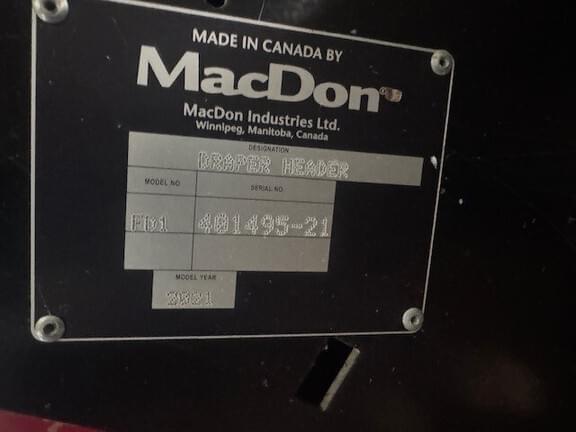 MADE IN CANADA BY
MacDon®
MacDon Industries Ltd.
Winnipeg, Manitoba, Canada
DESIGNATION
DRAPER HEADER
MODEL NO
SERIAL NO.
FD1
401495-21
MODEL YEAR
2021